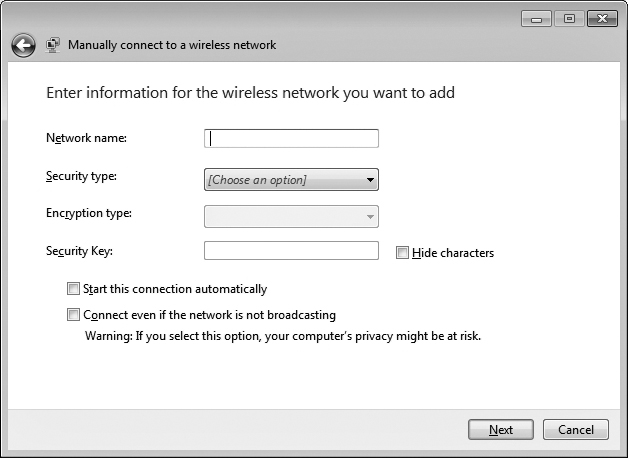 Manually connect to a wireless network
Enter information for the wireless network you want to add
Network name:
Security type: [Choose an option]
Encryption type:
Security Key: Hide characters
Start this connection automatically
Connect even if the network is not broadcasting
Warning: If you select this option, your computer's privacy might be at risk.
Next Cancel